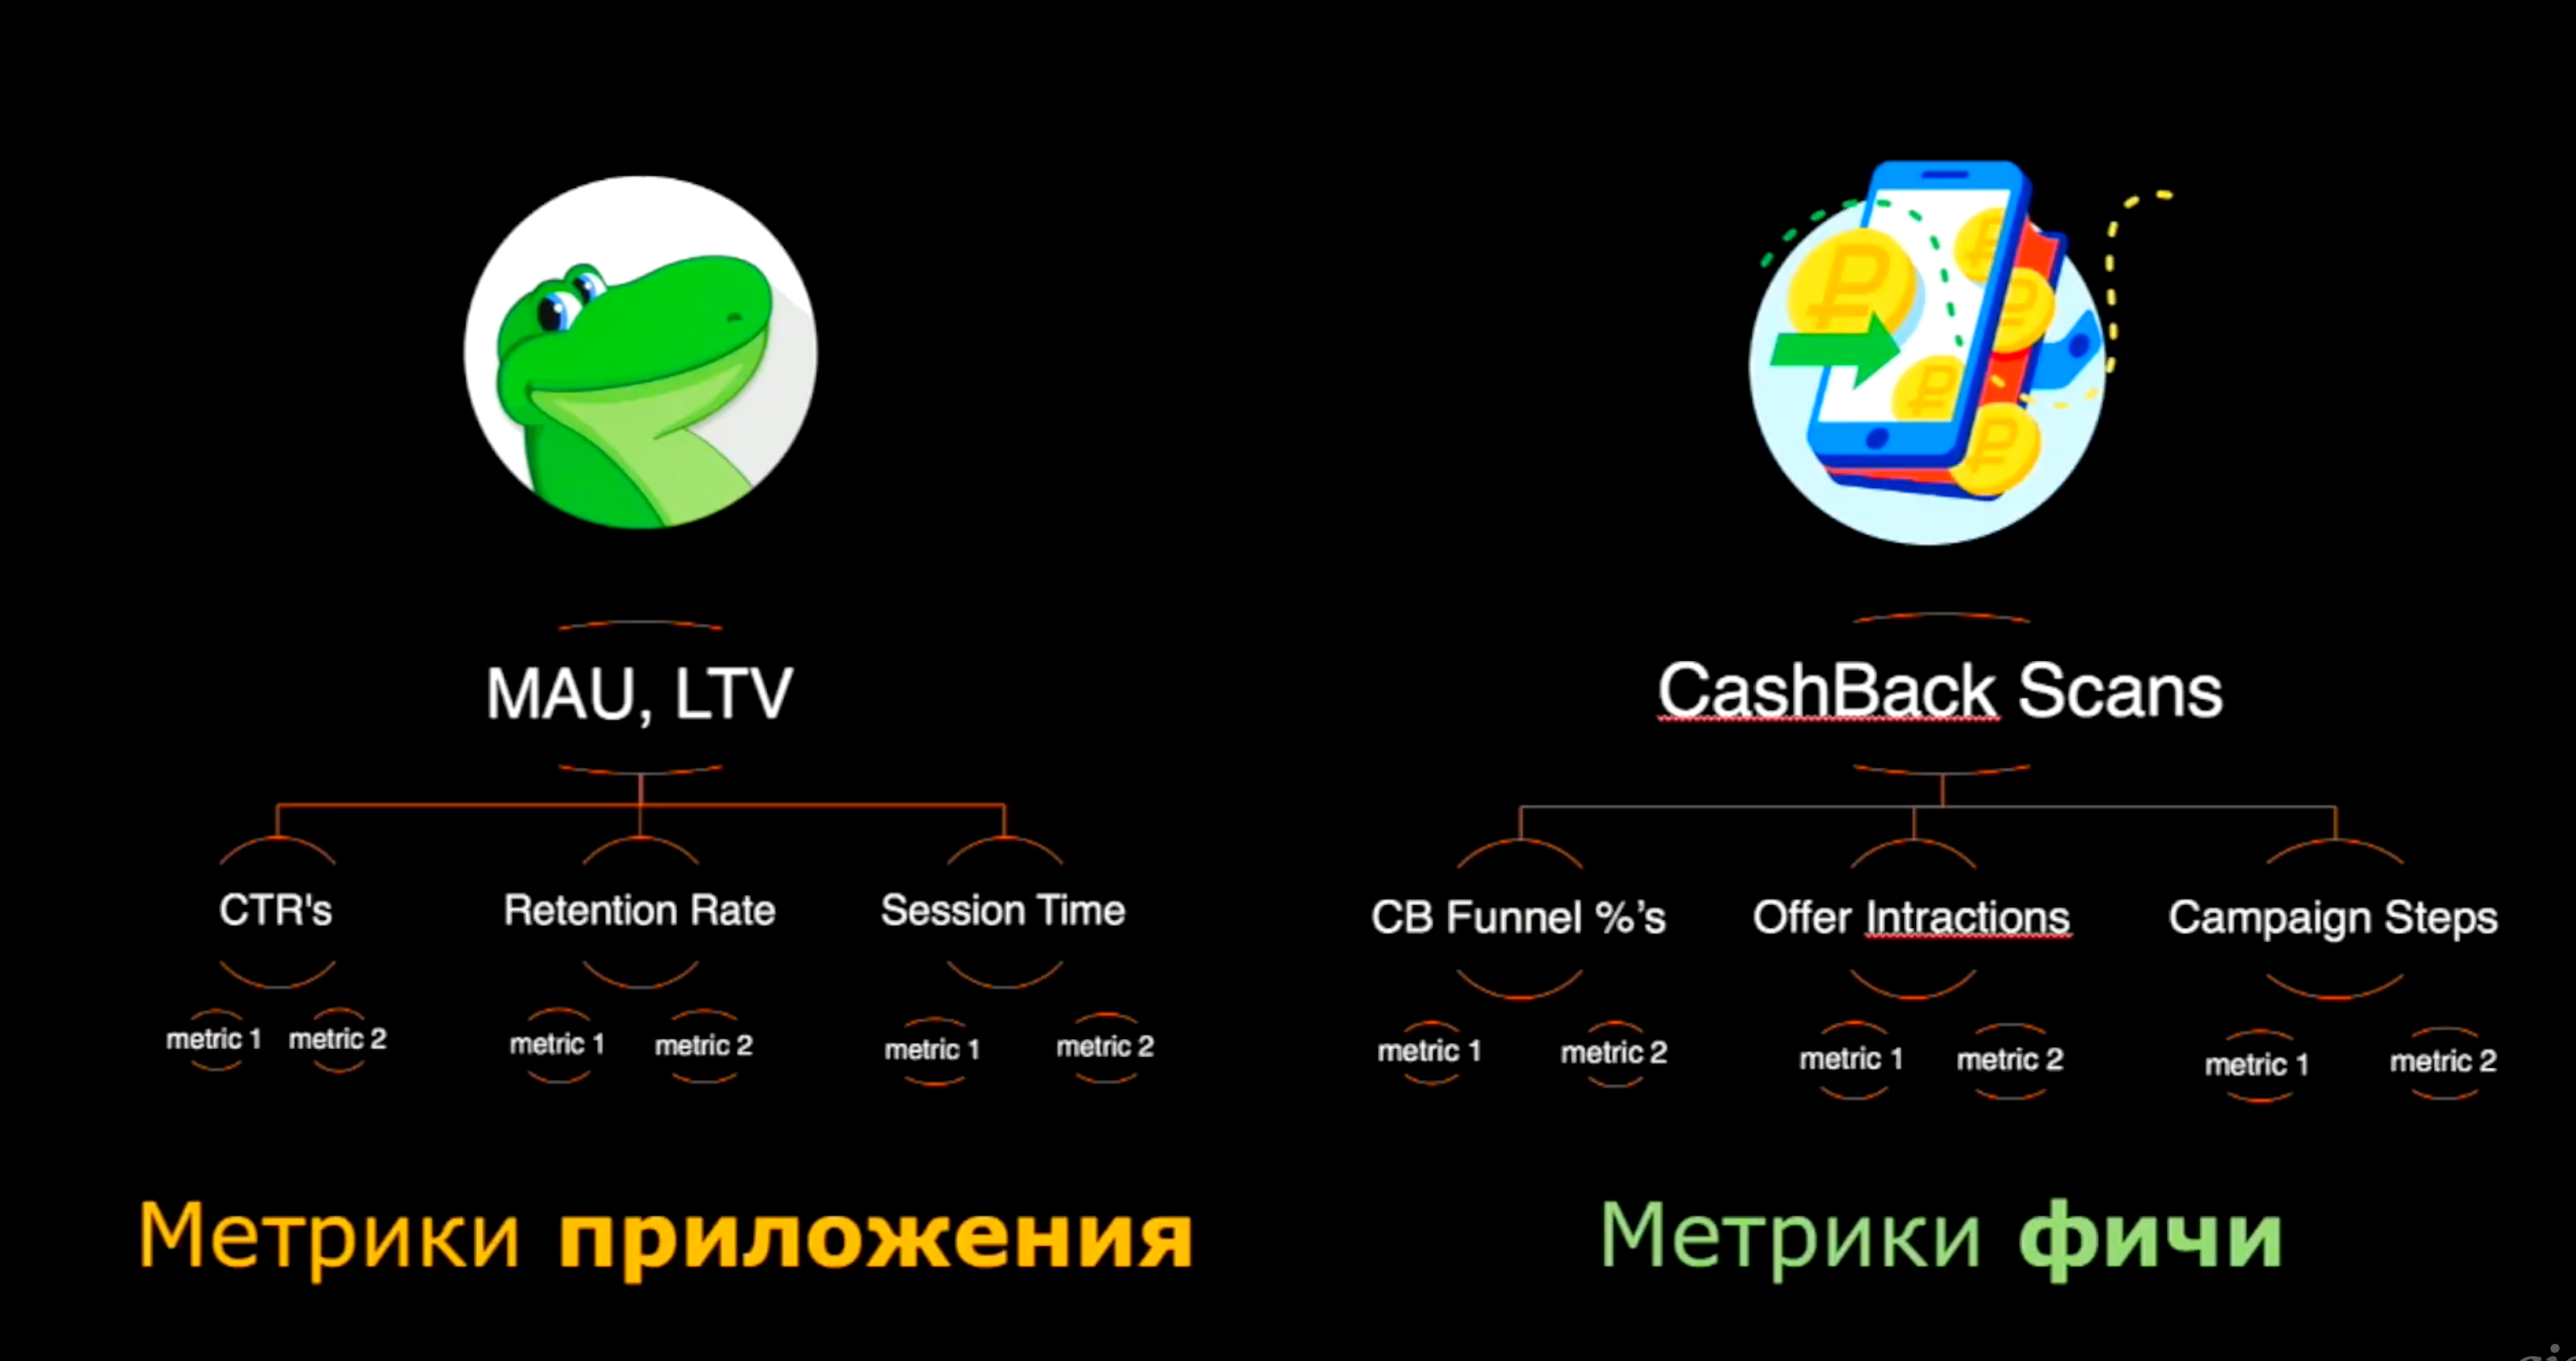 MAU, LTV
CTR's
Retention Rate
Session Time
metric 1
metric 2
metric 1
metric 2
metric 1
metric 2
Метрики приложения
CashBack Scans
CB Funnel %’s
Offer Intractions
Campaign Steps
metric 1
metric 2
metric 1
metric 2
metric 1
metric 2
Метрики фичи